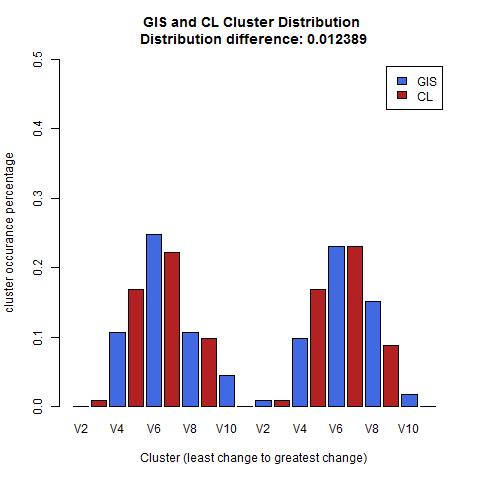 GIS and CL Cluster Distribution
Distribution difference: 0.012389
GIS
CL
cluster occurance percentage
0.5
0.4
0.3
0.2
0.1
0.0
V2 V4 V6 V8 V10 V2 V4 V6 V8 V10
Cluster (least change to greatest change)